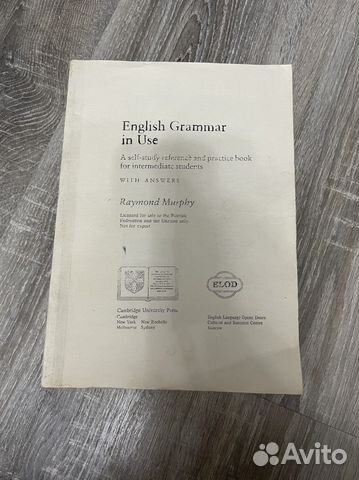 English Grammar
in Use
A self-study reference and practice book
for intermediate students
WITH ANSWERS
Raymond Murphy
Licensed for sale in the Russian
Federation and the Ukraine only.
Not for export.
ELOD
Cambridge University Press
Cambridge
New York New Rochelle
Melbourne Sydney
English Language Opens Doors
Cultural and Business Centre
Moscow
Avito